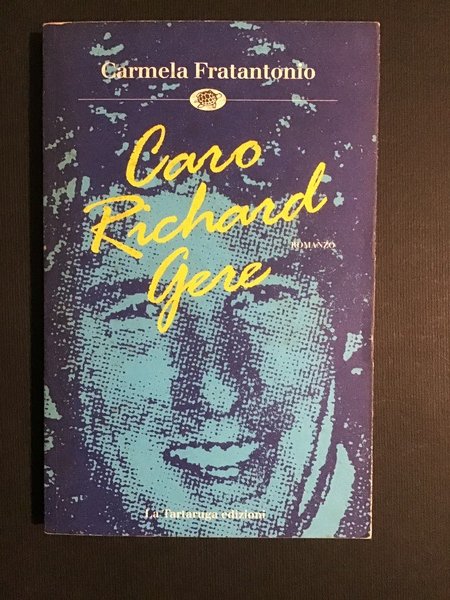 Carmela Fratantonio
Caro
Richard
Gere
ROMANZO
La Tartaruga edizioni